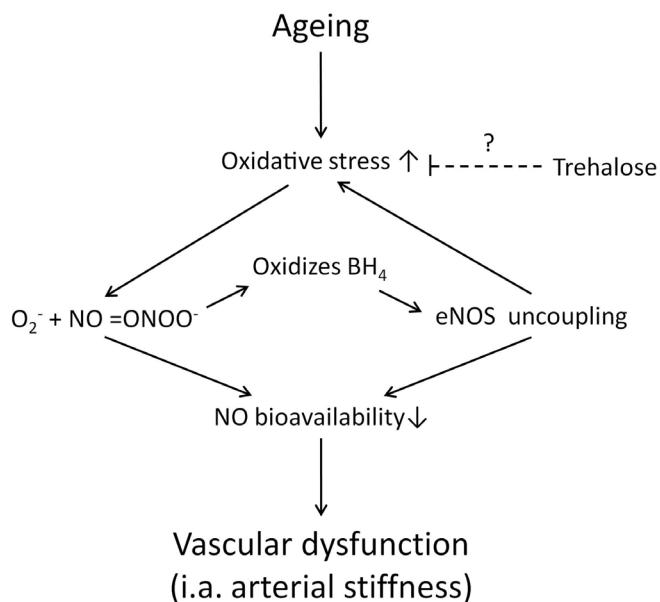 Ageing
?
Oxidative stress ↑
Trehalose
Oxidizes BH₄
O₂⁻ + NO =ONOO⁻
eNOS uncoupling
NO bioavailability↓
Vascular dysfunction
(i.a. arterial stiffness)